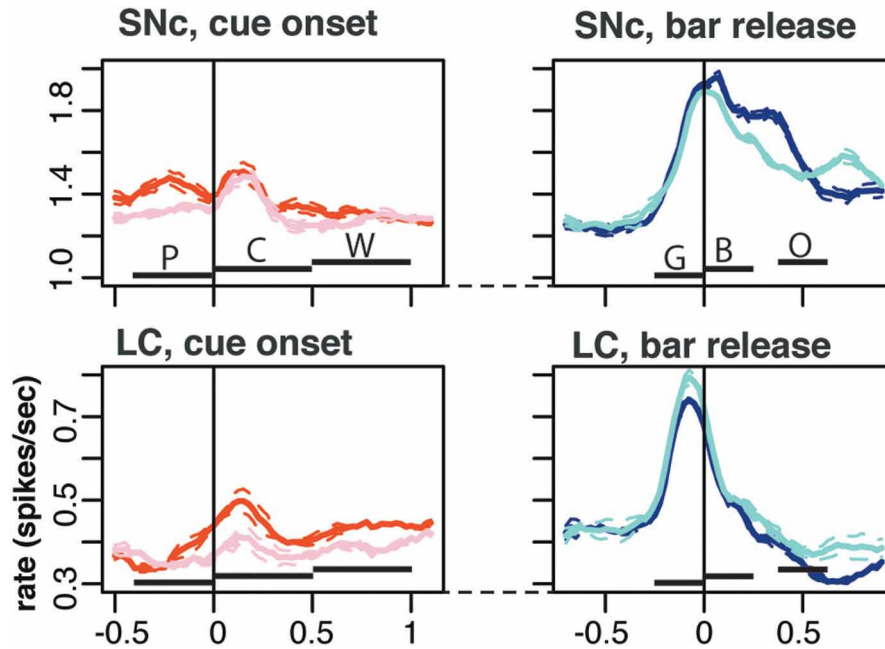 SNc, cue onset
SNc, bar release
1.8
1.4
1.0
P
C
W
G
B
O
LC, cue onset
LC, bar release
rate (spikes/sec)
0.7
0.5
0.3
-0.5
0
0.5
1
-0.5
0
0.5